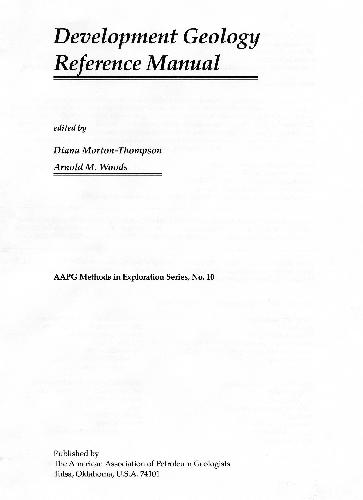 Development Geology
Reference Manual
edited by
Diana Morton-Thompson
Arnold M. Woods
AAPG Methods in Exploration Series, No. 10
Published by
The American Association of Petroleum Geologists
Tulsa, Oklahoma, U.S.A. 74101